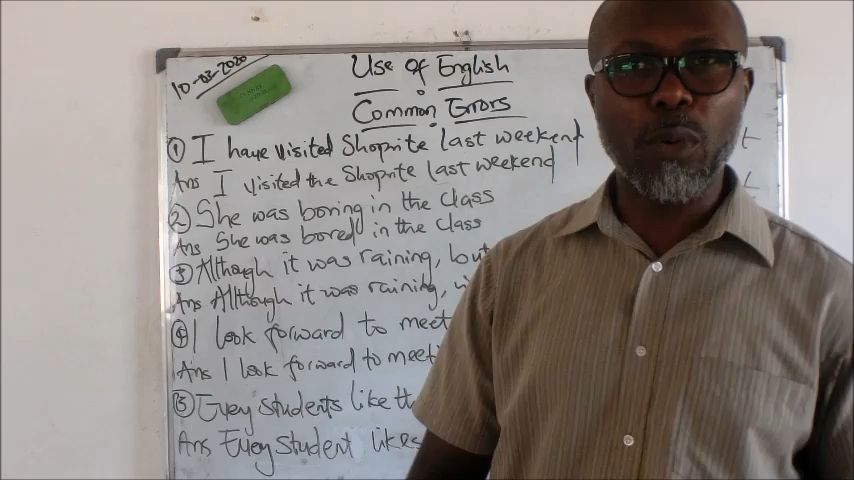 10-03-2020
Use Of English
Common Errors
① I have visited Shoprite last weekend
Ans I visited the Shoprite last weekend
② She was boring in the class
Ans She was bored in the class
③ Although it was raining, but
Ans Although it was raining,
④ I look forward to meet
Ans I look forward to meeti
⑤ Every students like th
Ans Every student likes